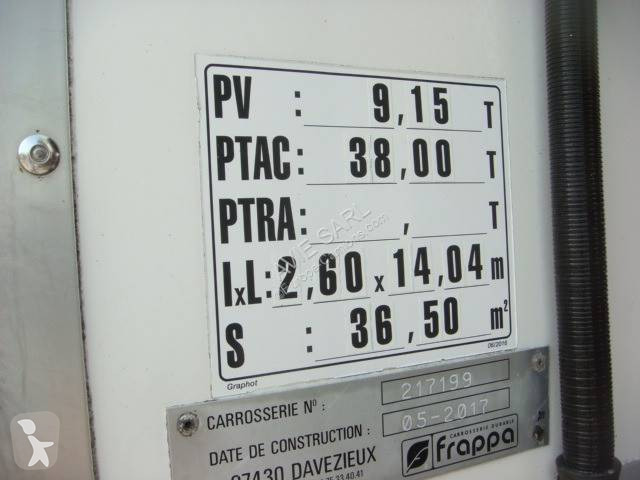 PV : 9,15 T
PTAC: 38,00 T
PTRA: , T
IxL: 2,60 x 14,04 m
S : 36,50 m²
Graphot 06/2016
CARROSSERIE N° : 217199
DATE DE CONSTRUCTION : 05-2017
CARROSSERIE DURABLE
frappa
07430 DAVEZIEUX